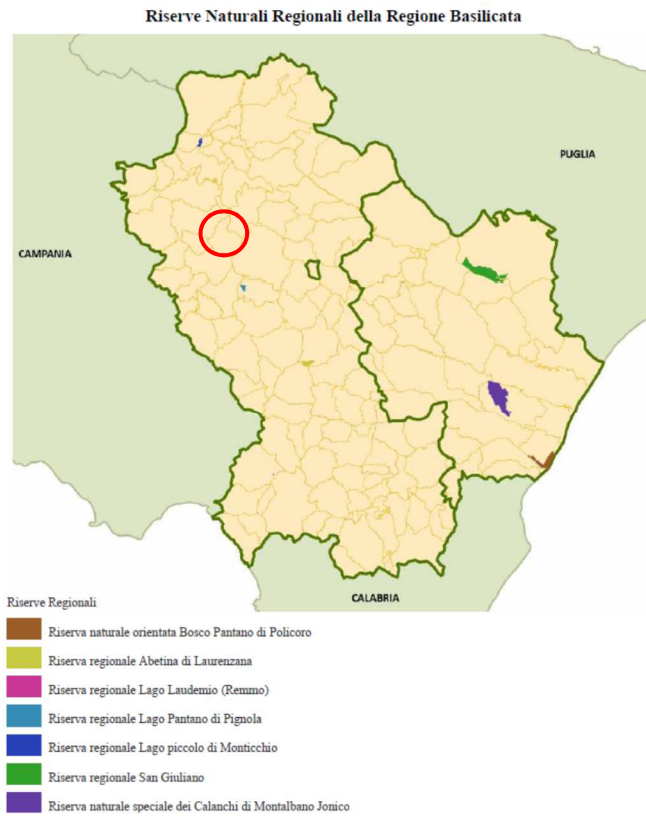 Riserve Naturali Regionali della Regione Basilicata
PUGLIA
CAMPANIA
CALABRIA
Riserve Regionali
Riserva naturale orientata Bosco Pantano di Policoro
Riserva regionale Abetina di Laurenzana
Riserva regionale Lago Laudemio (Remmo)
Riserva regionale Lago Pantano di Pignola
Riserva regionale Lago piccolo di Monticchio
Riserva regionale San Giuliano
Riserva naturale speciale dei Calanchi di Montalbano Jonico